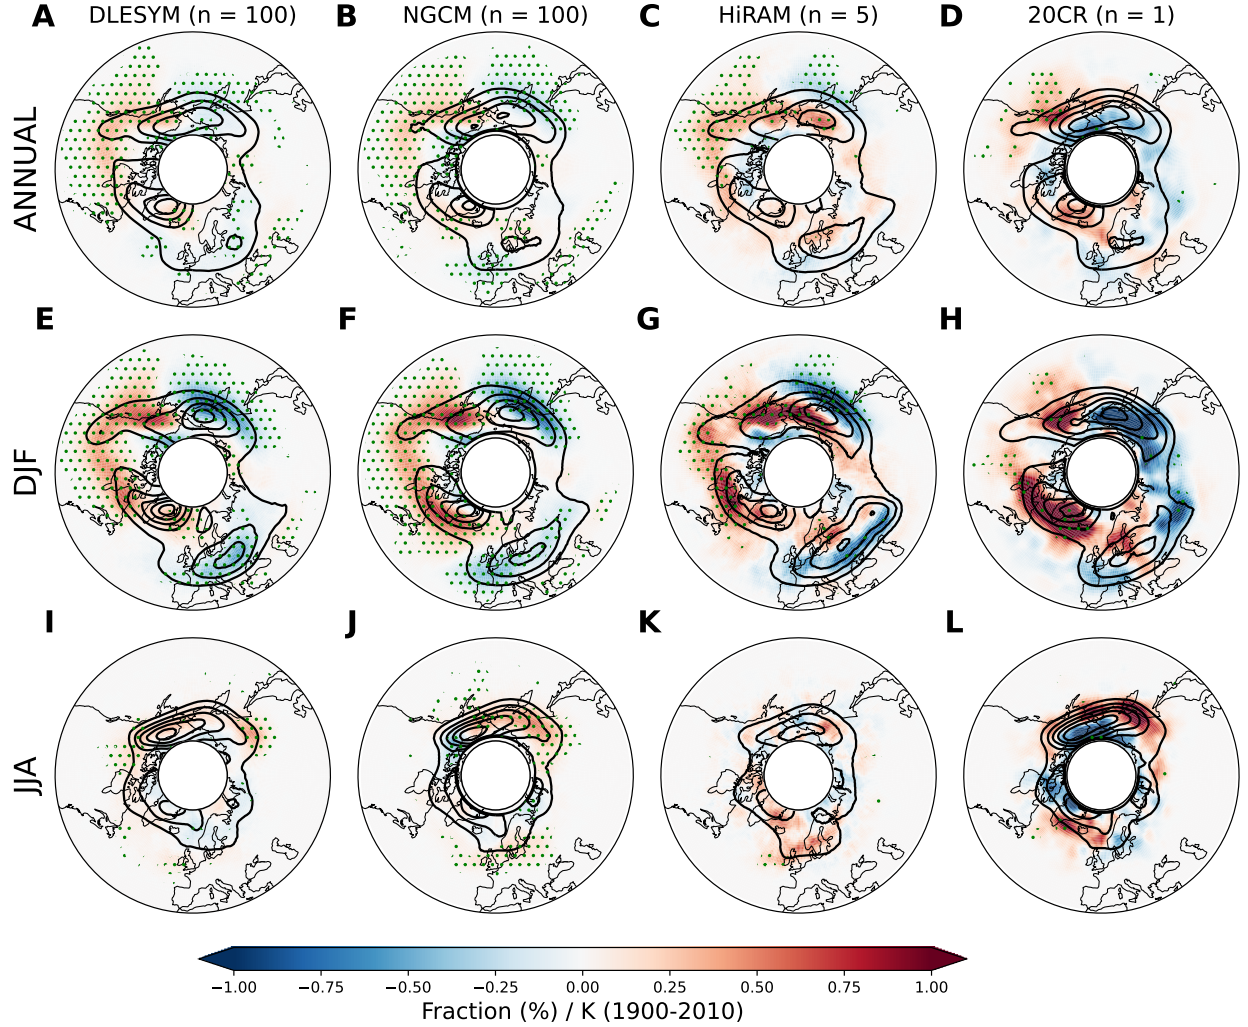 A DLESYM (n = 100) B NGCM (n = 100) C HiRAM (n = 5) D 20CR (n = 1)
ANNUAL
E F G H
DJF
I J K L
JJA
−1.00 −0.75 −0.50 −0.25 0.00 0.25 0.50 0.75 1.00
Fraction (%) / K (1900-2010)